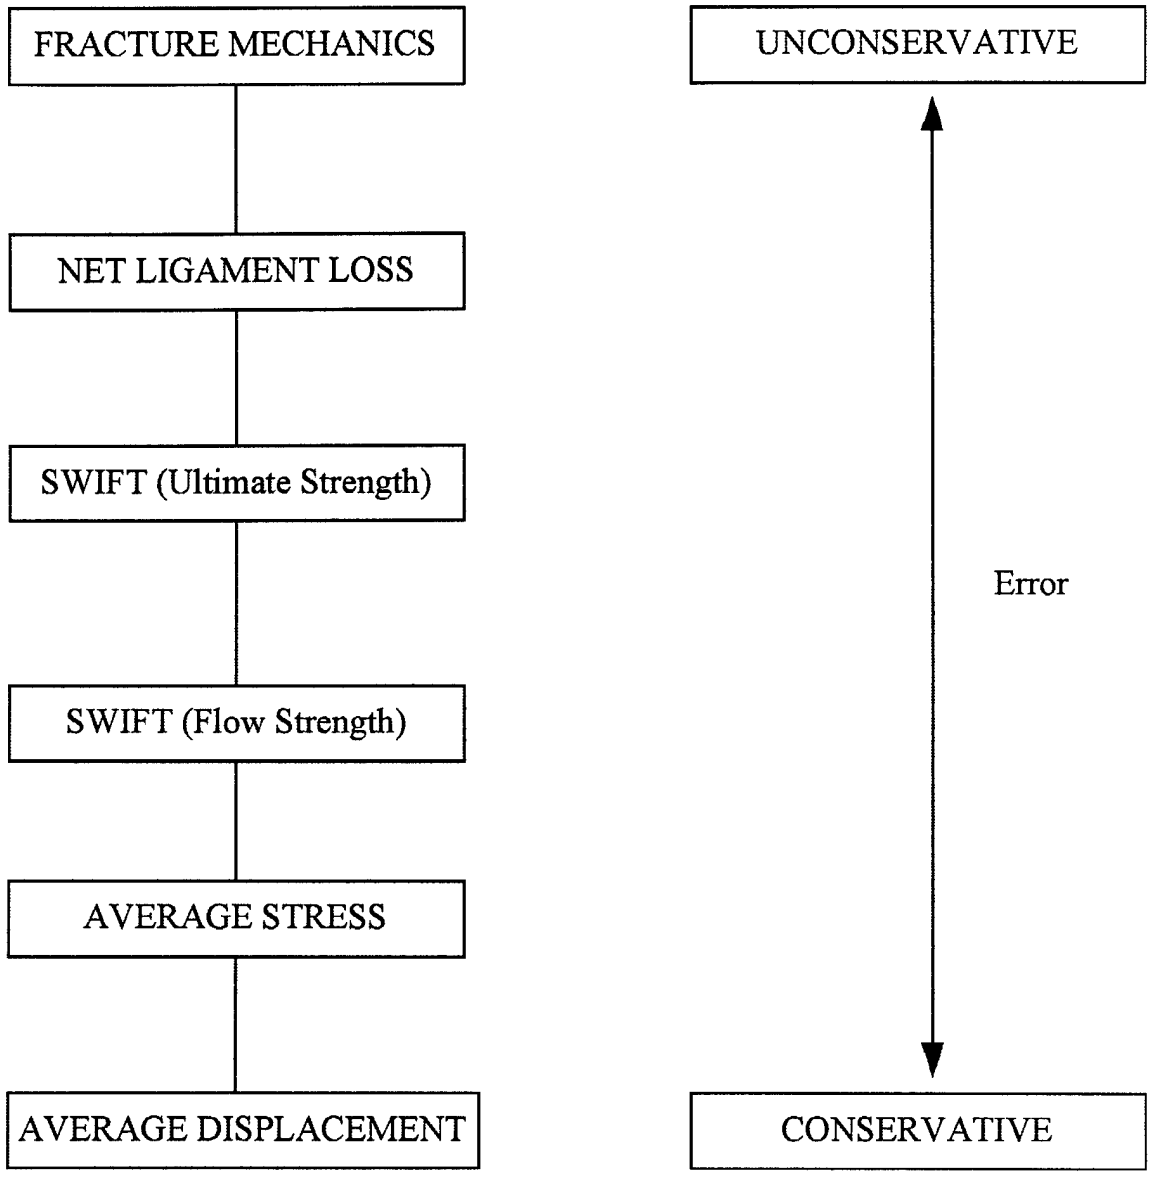 FRACTURE MECHANICS
UNCONSERVATIVE
NET LIGAMENT LOSS
SWIFT (Ultimate Strength)
Error
SWIFT (Flow Strength)
AVERAGE STRESS
AVERAGE DISPLACEMENT
CONSERVATIVE